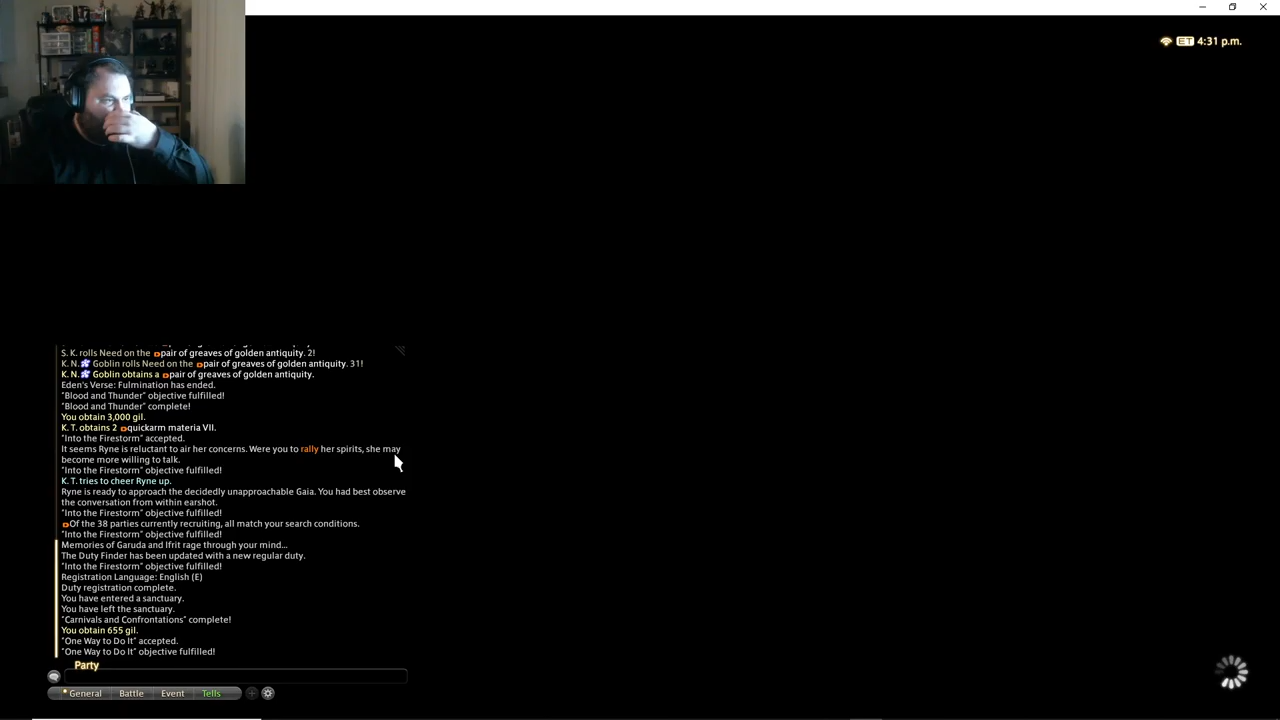 ET 4:31 p.m.
S. K. rolls Need on the pair of greaves of golden antiquity. 2!
K. N. Goblin rolls Need on the pair of greaves of golden antiquity. 31!
K. N. Goblin obtains a pair of greaves of golden antiquity.
Eden's Verse: Fulmination has ended.
"Blood and Thunder" objective fulfilled!
"Blood and Thunder" complete!
You obtain 3,000 gil.
K. T. obtains 2 quickarm materia VII.
"Into the Firestorm" accepted.
It seems Ryne is reluctant to air her concerns. Were you to rally her spirits, she may
become more willing to talk.
"Into the Firestorm" objective fulfilled!
K. T. tries to cheer Ryne up.
Ryne is ready to approach the decidedly unapproachable Gaia. You had best observe
the conversation from within earshot.
"Into the Firestorm" objective fulfilled!
Of the 38 parties currently recruiting, all match your search conditions.
"Into the Firestorm" objective fulfilled!
Memories of Garuda and Ifrit rage through your mind...
The Duty Finder has been updated with a new regular duty.
"Into the Firestorm" objective fulfilled!
Registration Language: English (E)
Duty registration complete.
You have entered a sanctuary.
You have left the sanctuary.
"Carnivals and Confrontations" complete!
You obtain 655 gil.
"One Way to Do It" accepted.
"One Way to Do It" objective fulfilled!
Party
General Battle Event Tells